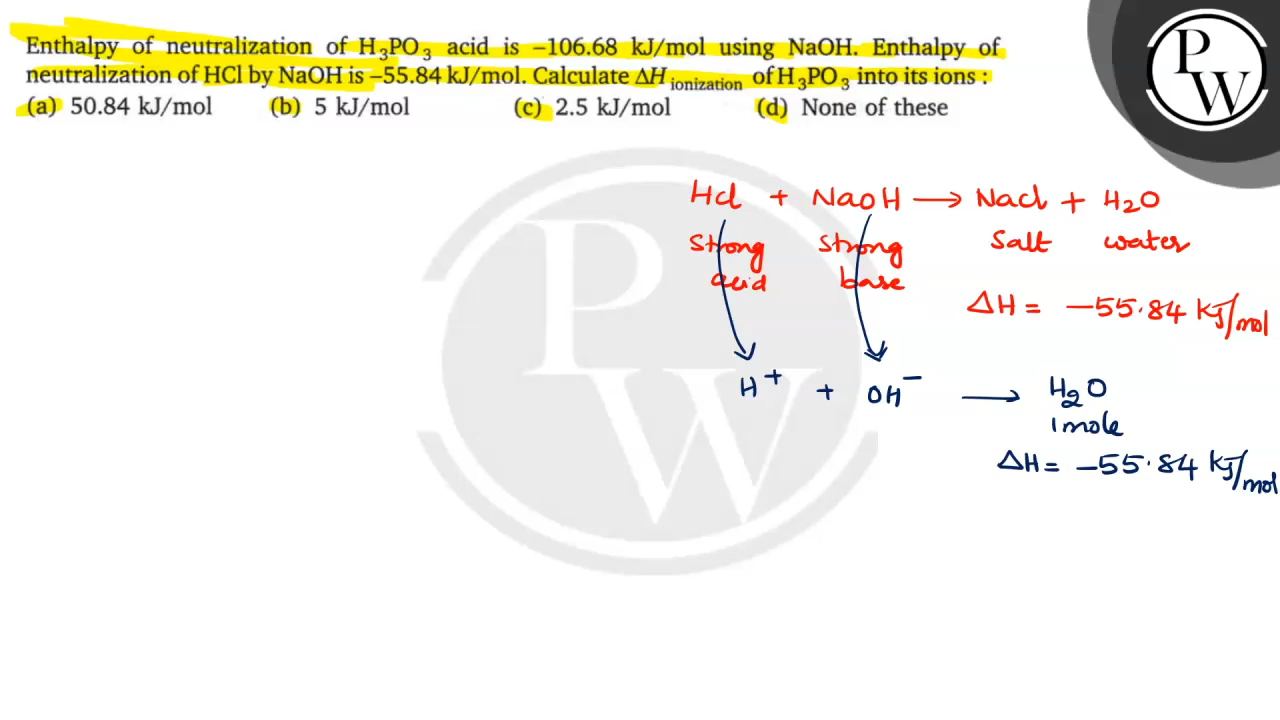 Enthalpy of neutralization of H₃PO₃ acid is –106.68 kJ/mol using NaOH. Enthalpy of
neutralization of HCl by NaOH is –55.84 kJ/mol. Calculate ΔH ionization of H₃PO₃ into its ions :
(a) 50.84 kJ/mol (b) 5 kJ/mol (c) 2.5 kJ/mol (d) None of these
P
W
HCl + NaOH → NaCl + H₂O
Strong acid Strong base Salt water
ΔH = –55.84 kJ/mol
H⁺ + OH⁻ → H₂O
1 mole
ΔH = –55.84 kJ/mol
P
W